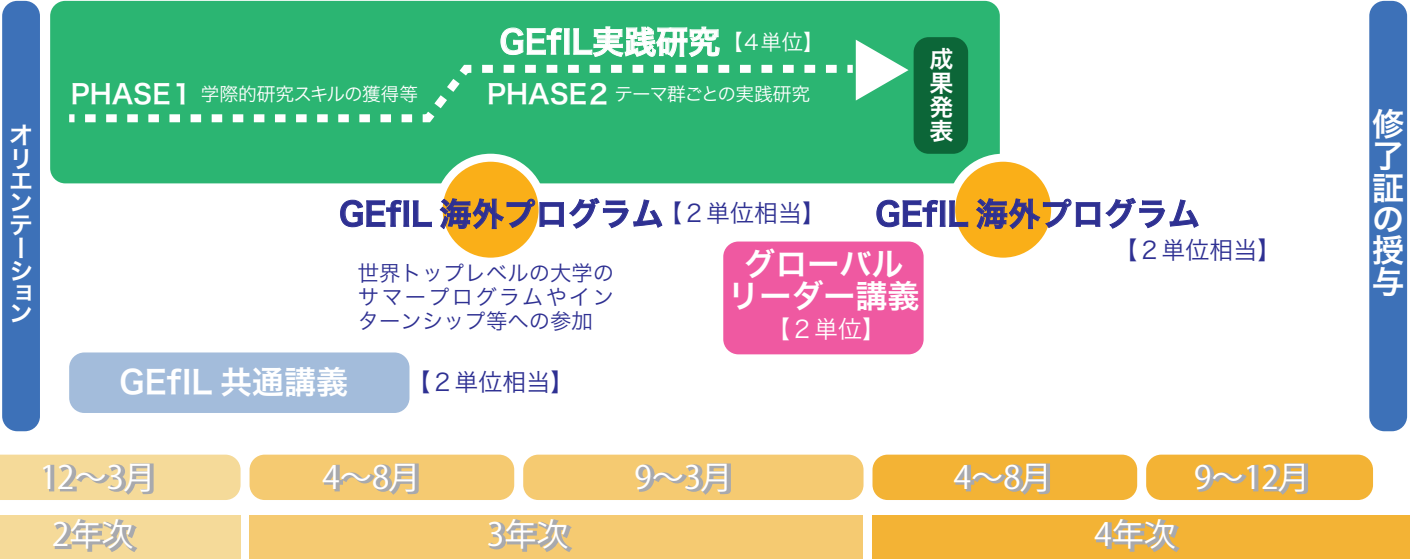 オリエンテーション
GEfIL実践研究【4単位】
PHASE1 学際的研究スキルの獲得等
PHASE2 テーマ群ごとの実践研究
成果発表
GEfIL 海外プログラム【2単位相当】
世界トップレベルの大学の
サマープログラムやイン
ターンシップ等への参加
GEfIL 海外プログラム
【2単位相当】
グローバル
リーダー講義
【2単位】
GEfIL 共通講義【2単位相当】
修了証の授与
12〜3月
4〜8月
9〜3月
4〜8月
9〜12月
2年次
3年次
4年次